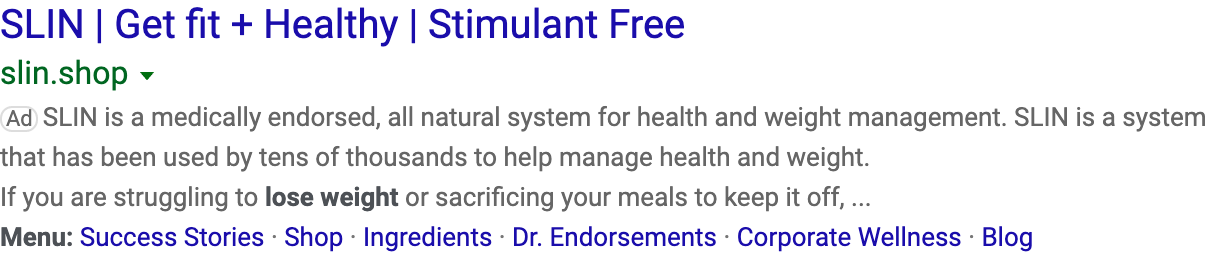 SLIN | Get fit + Healthy | Stimulant Free
slin.shop
Ad SLIN is a medically endorsed, all natural system for health and weight management. SLIN is a system
that has been used by tens of thousands to help manage health and weight.
If you are struggling to lose weight or sacrificing your meals to keep it off, ...
Menu: Success Stories · Shop · Ingredients · Dr. Endorsements · Corporate Wellness · Blog